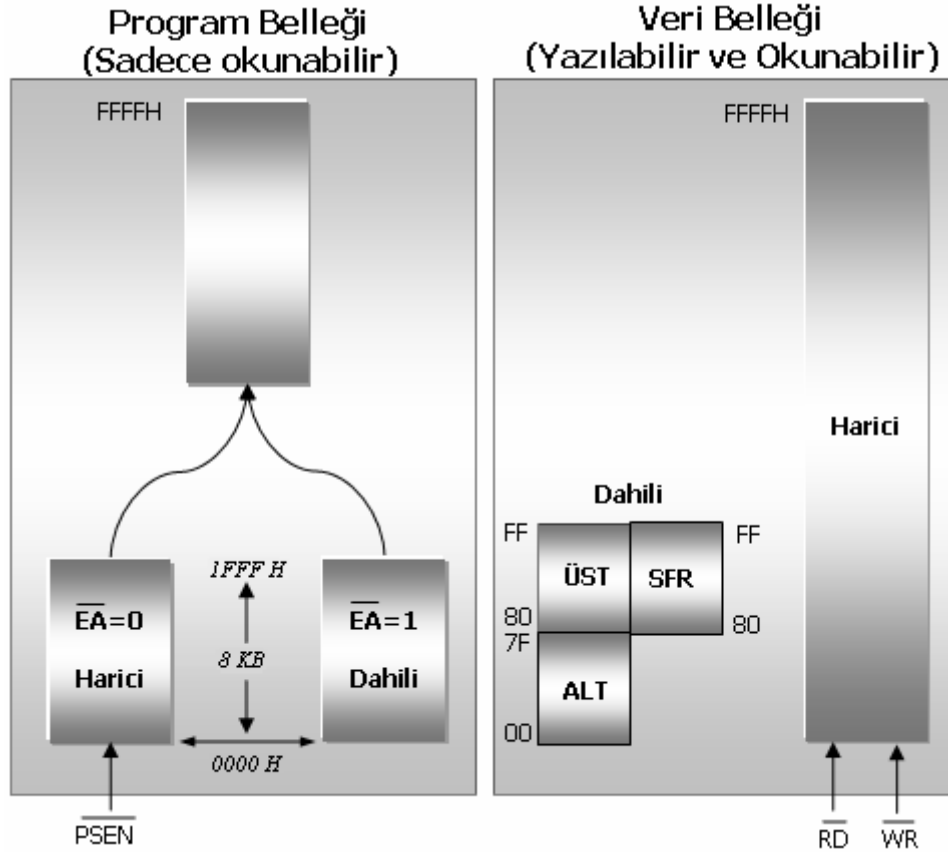 Program Belleği
(Sadece okunabilir)
FFFFH
EA=0
Harici
1FFF H
8 KB
0000 H
EA=1
Dahili
PSEN
Veri Belleği
(Yazılabilir ve Okunabilir)
FFFFH
Harici
Dahili
FF
ÜST
SFR
FF
80
80
7F
ALT
00
RD
WR